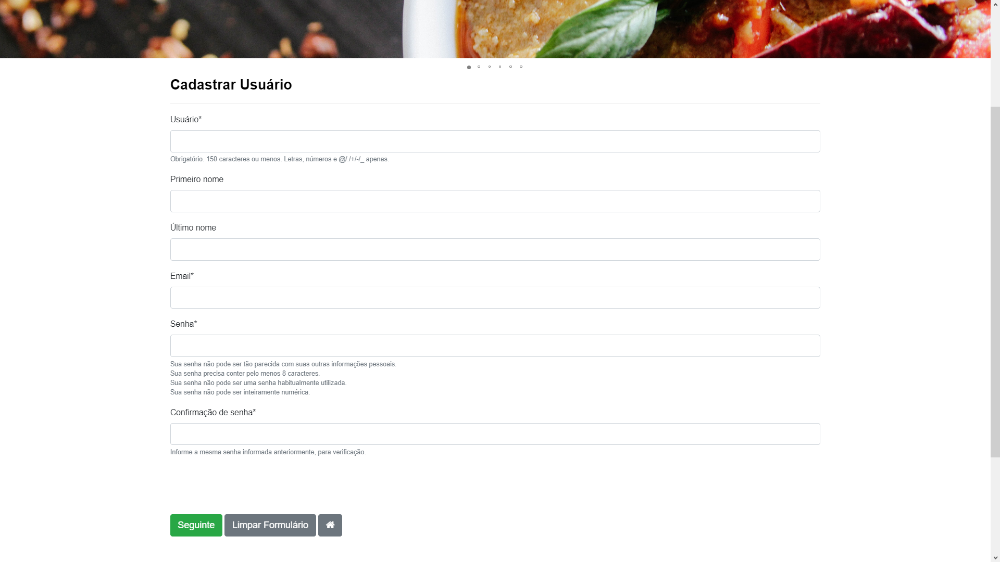 Cadastrar Usuário
Usuário*
Obrigatório. 150 caracteres ou menos. Letras, números e @/./+/-/_ apenas.
Primeiro nome
Último nome
Email*
Senha*
Sua senha não pode ser tão parecida com suas outras informações pessoais.
Sua senha precisa conter pelo menos 8 caracteres.
Sua senha não pode ser uma senha habitualmente utilizada.
Sua senha não pode ser inteiramente numérica.
Confirmação de senha*
Informe a mesma senha informada anteriormente, para verificação.
Seguinte Limpar Formulário